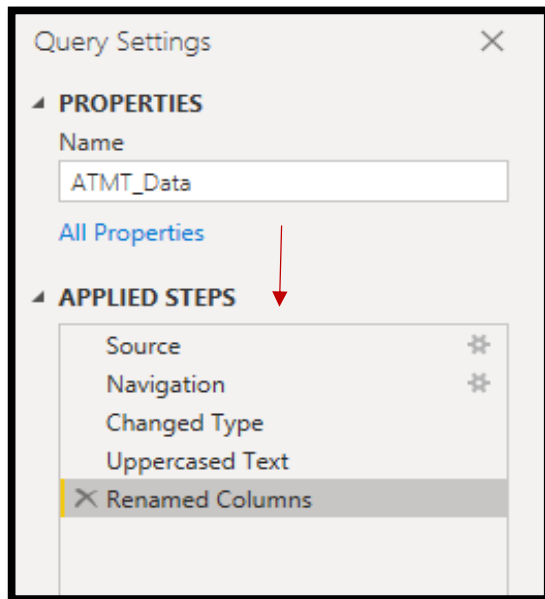 Query Settings
PROPERTIES
Name
ATMT_Data
All Properties
APPLIED STEPS
Source
Navigation
Changed Type
Uppercased Text
Renamed Columns